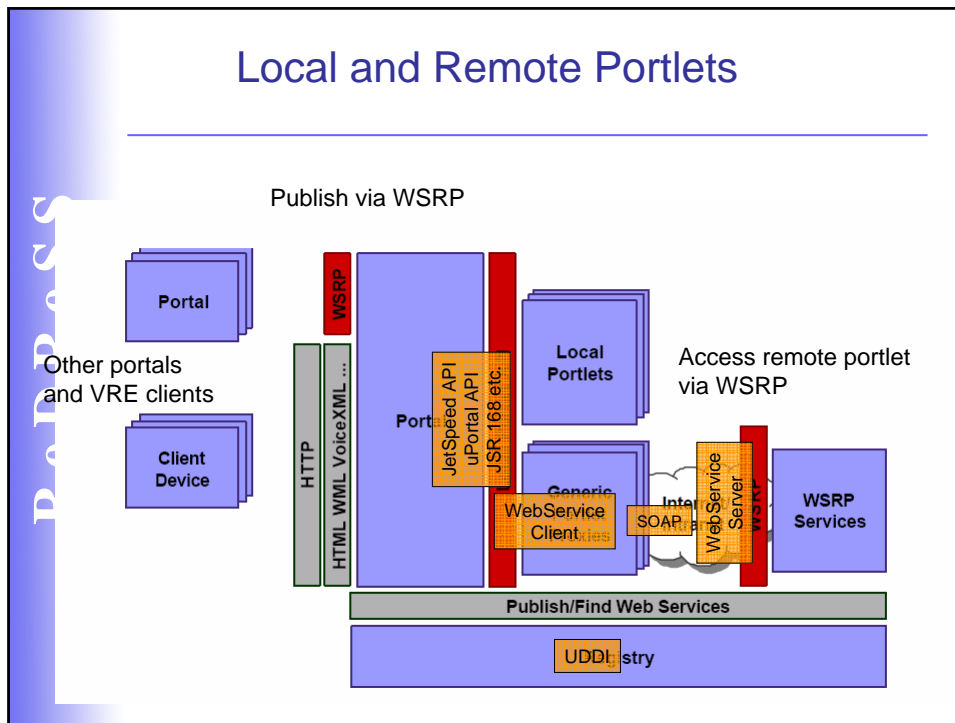 Local and Remote Portlets
Publish via WSRP
Portal
WSRP
Other portals
and VRE clients
Client
Device
HTTP
HTML WML VoiceXML ...
JetSpeed API
uPortal API
JSR 168 etc.
Local
Portlets
Access remote portlet
via WSRP
WebService
Client
SOAP
WebService
Server
WSRP
WSRP
Services
Publish/Find Web Services
UDDI